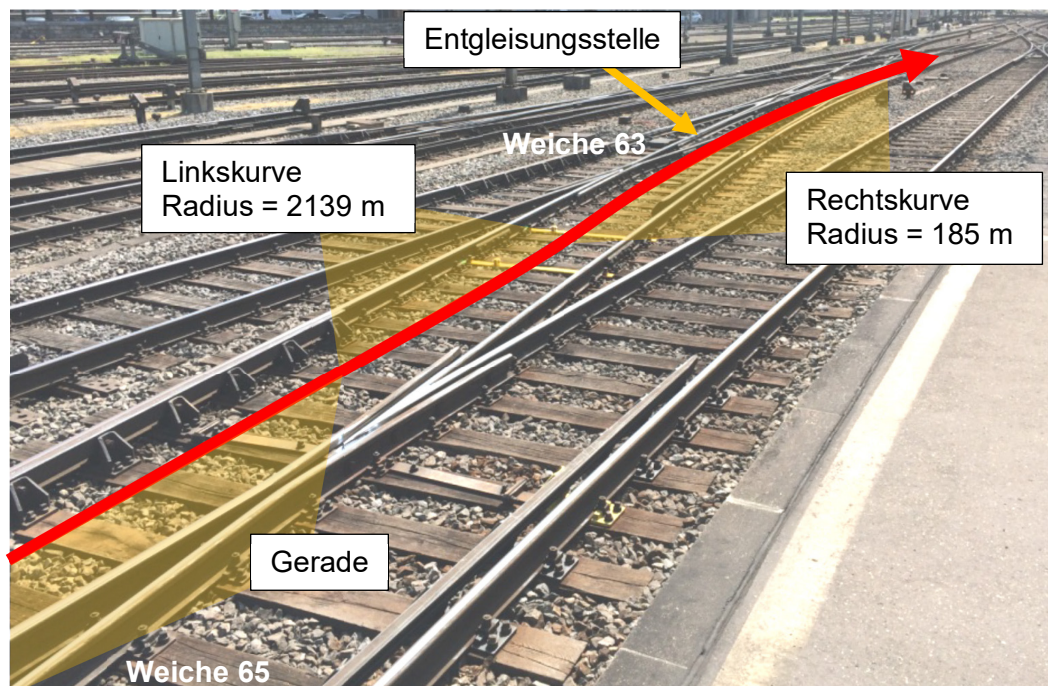 Entgleisungsstelle
Weiche 63
Linkskurve
Radius = 2139 m
Rechtskurve
Radius = 185 m
Gerade
Weiche 65